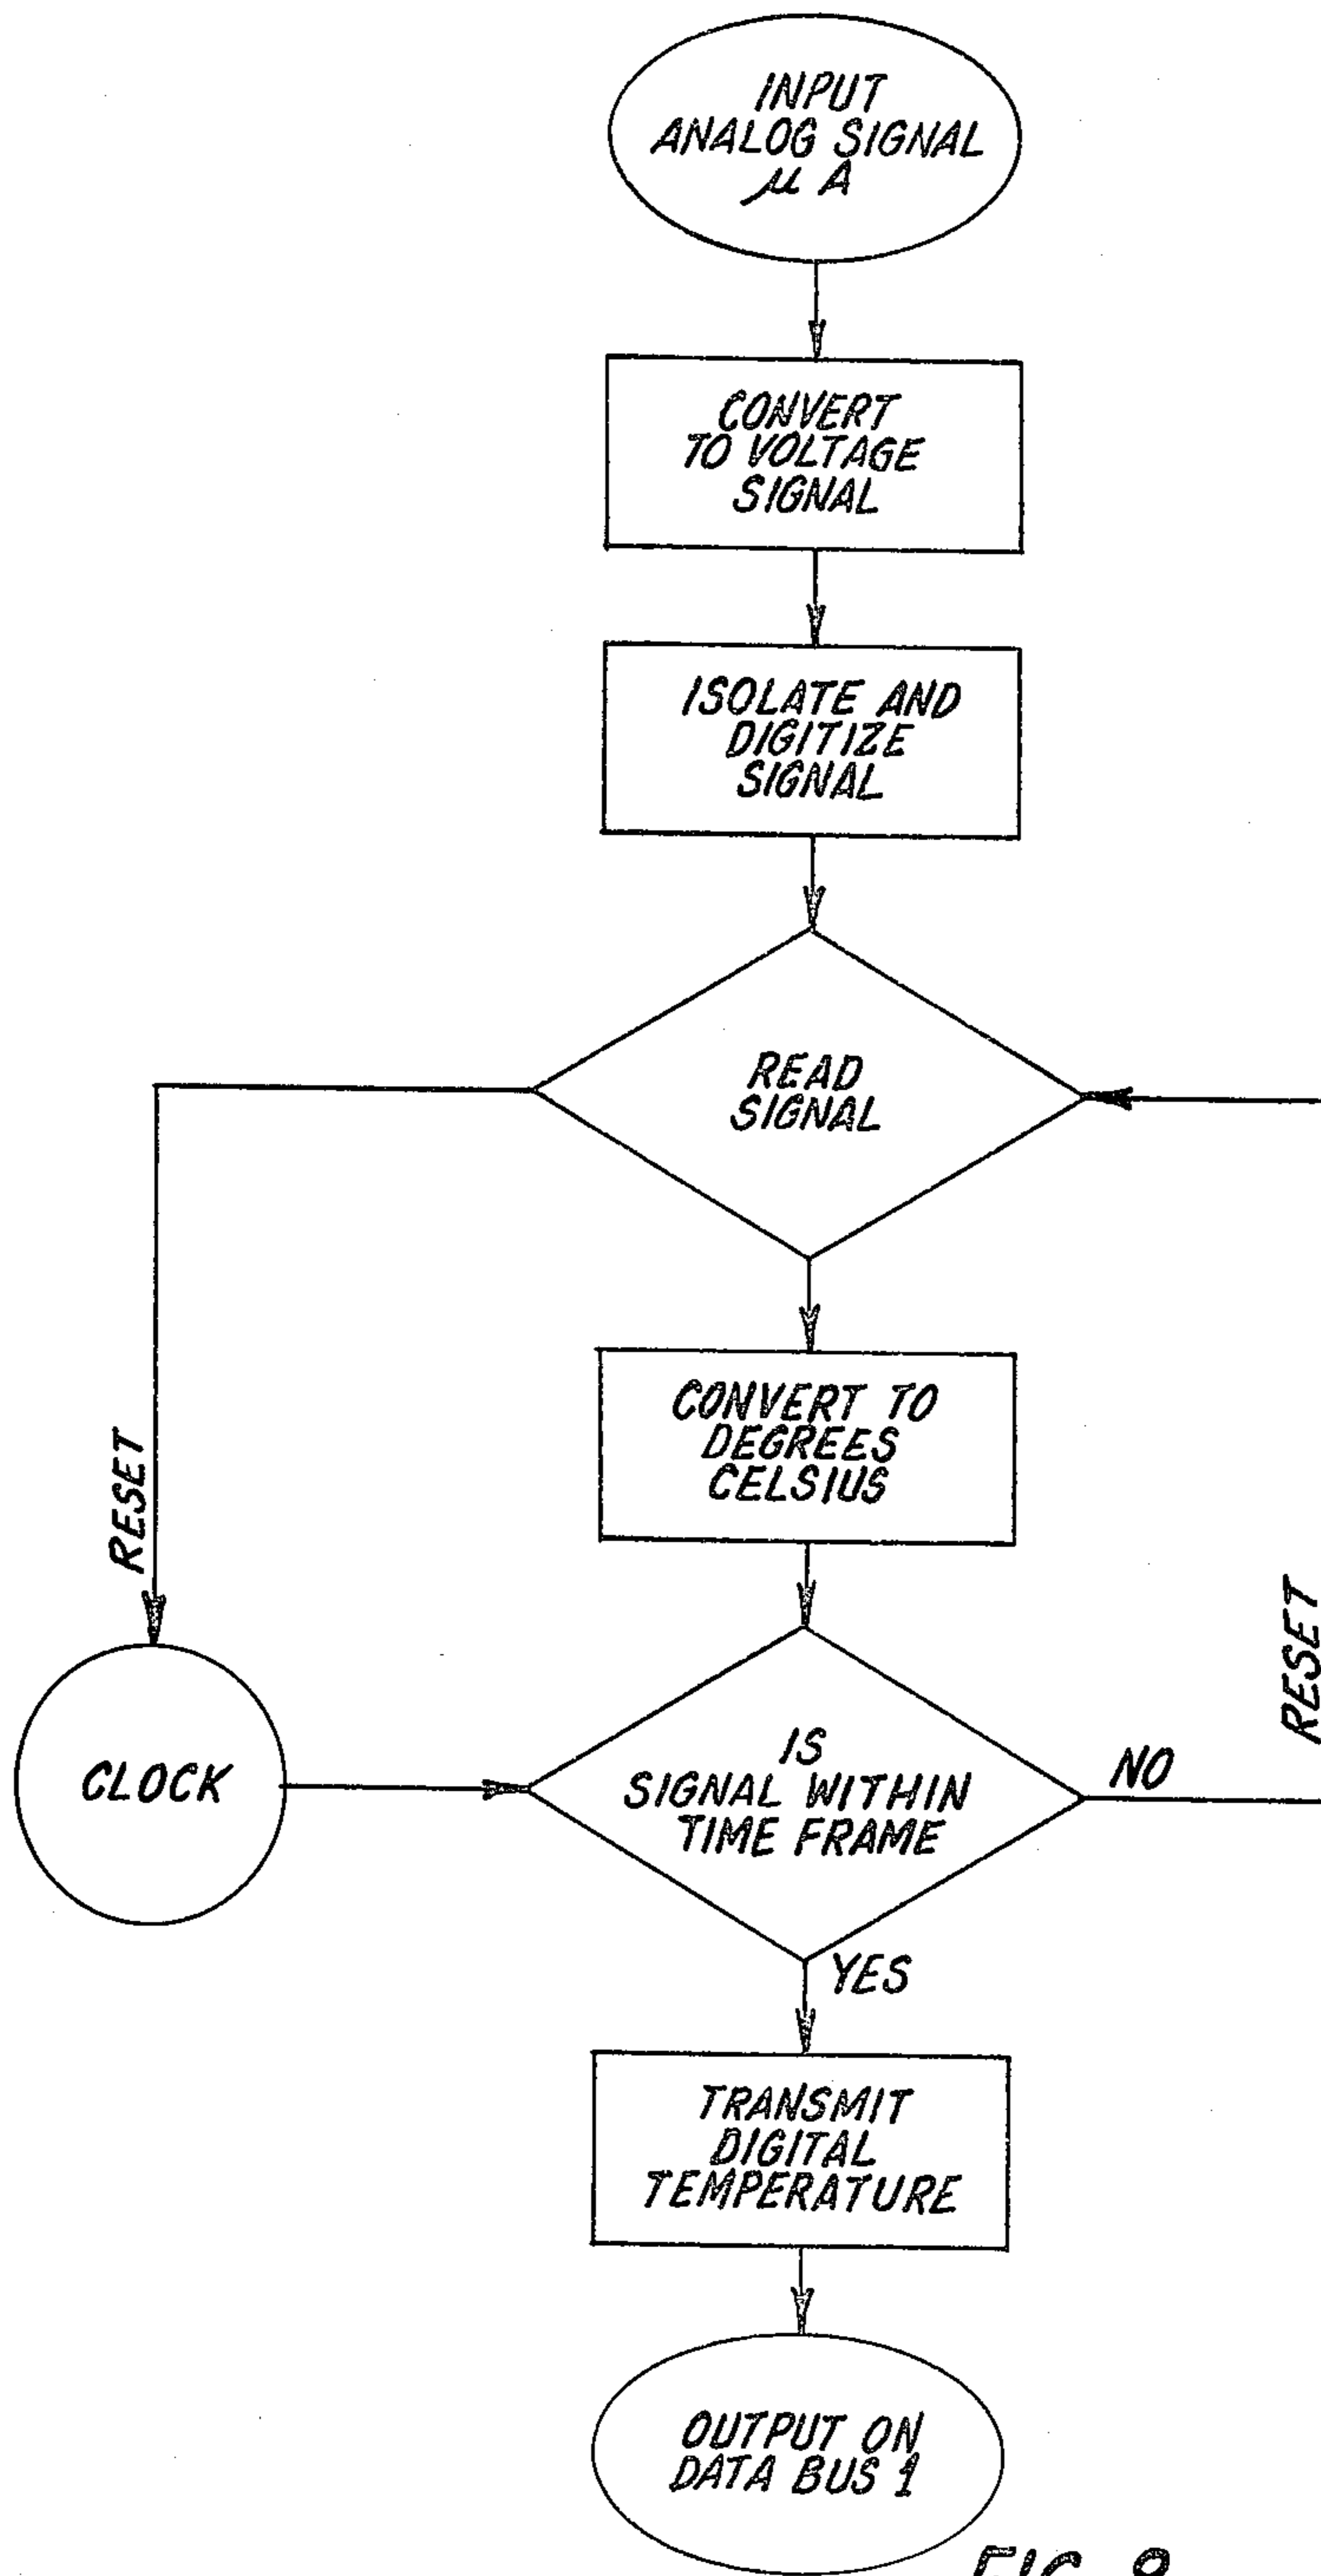 INPUT
ANALOG SIGNAL
μ A
CONVERT
TO VOLTAGE
SIGNAL
ISOLATE AND
DIGITIZE
SIGNAL
READ
SIGNAL
CONVERT TO
DEGREES
CELSIUS
RESET
RESET
CLOCK
IS
SIGNAL WITHIN
TIME FRAME
NO
YES
TRANSMIT
DIGITAL
TEMPERATURE
OUTPUT ON
DATA BUS 1